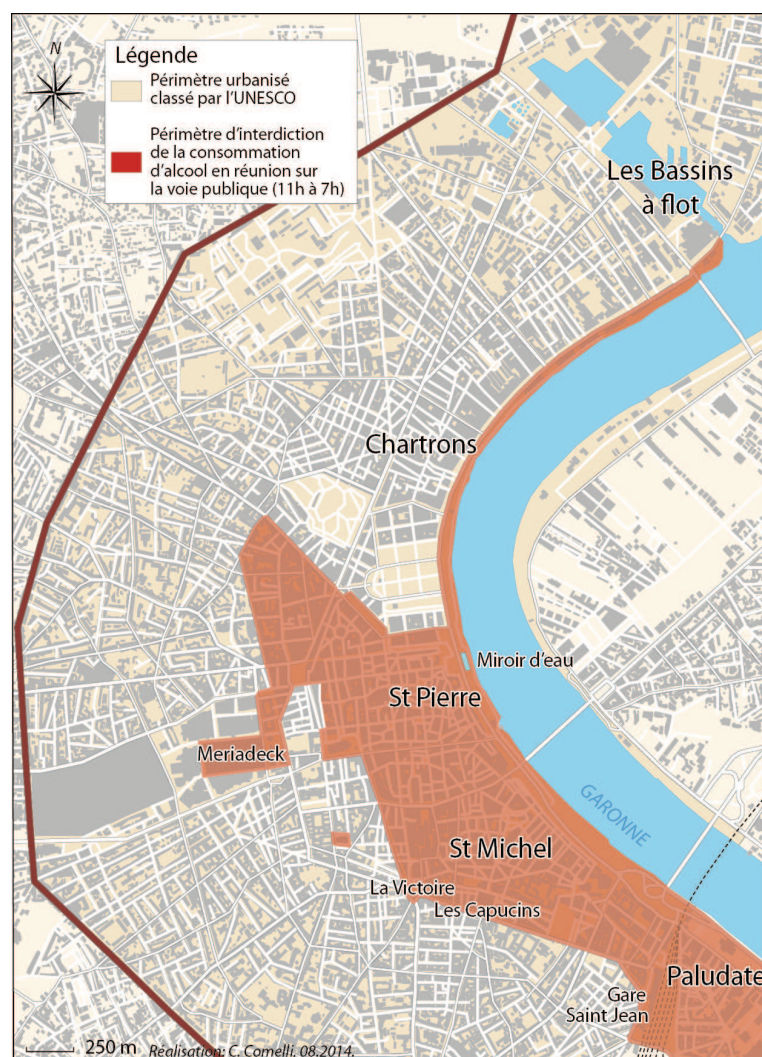 N
Légende
Périmètre urbanisé
classé par l'UNESCO
Périmètre d'interdiction
de la consommation
d'alcool en réunion sur
la voie publique (11h à 7h)
Les Bassins
à flot
Chartrons
Miroir d'eau
St Pierre
Meriadeck
GARONNE
St Michel
La Victoire
Les Capucins
Paludate
Gare
Saint Jean
250 m Réalisation: C. Comelli, 08.2014.